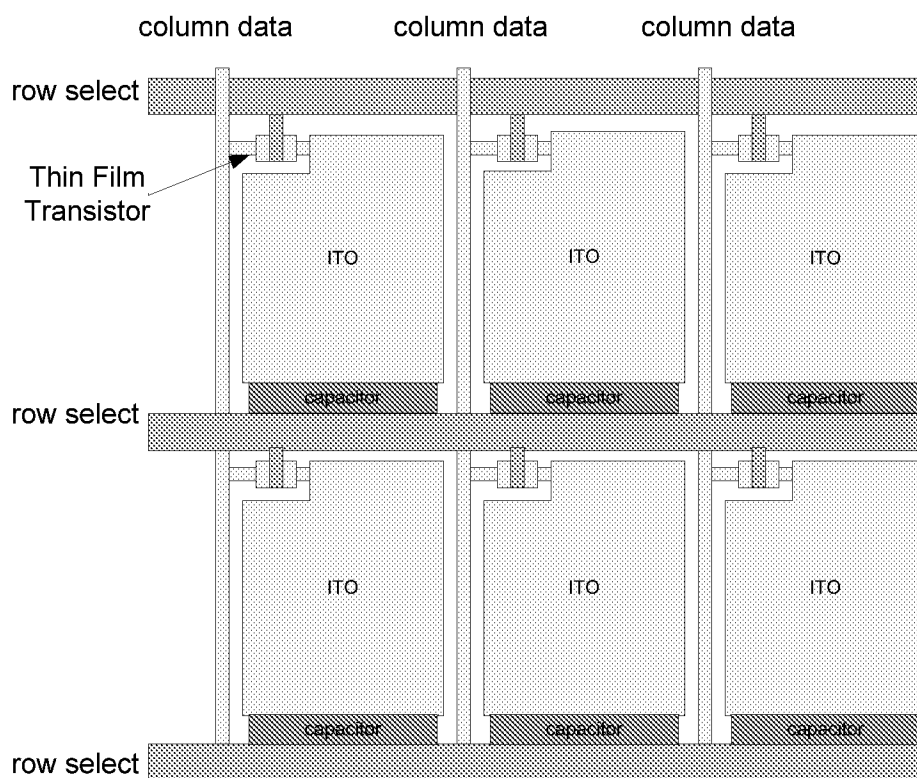 column data column data column data
row select
Thin Film
Transistor
ITO ITO ITO
capacitor capacitor capacitor
row select
ITO ITO ITO
capacitor capacitor capacitor
row select